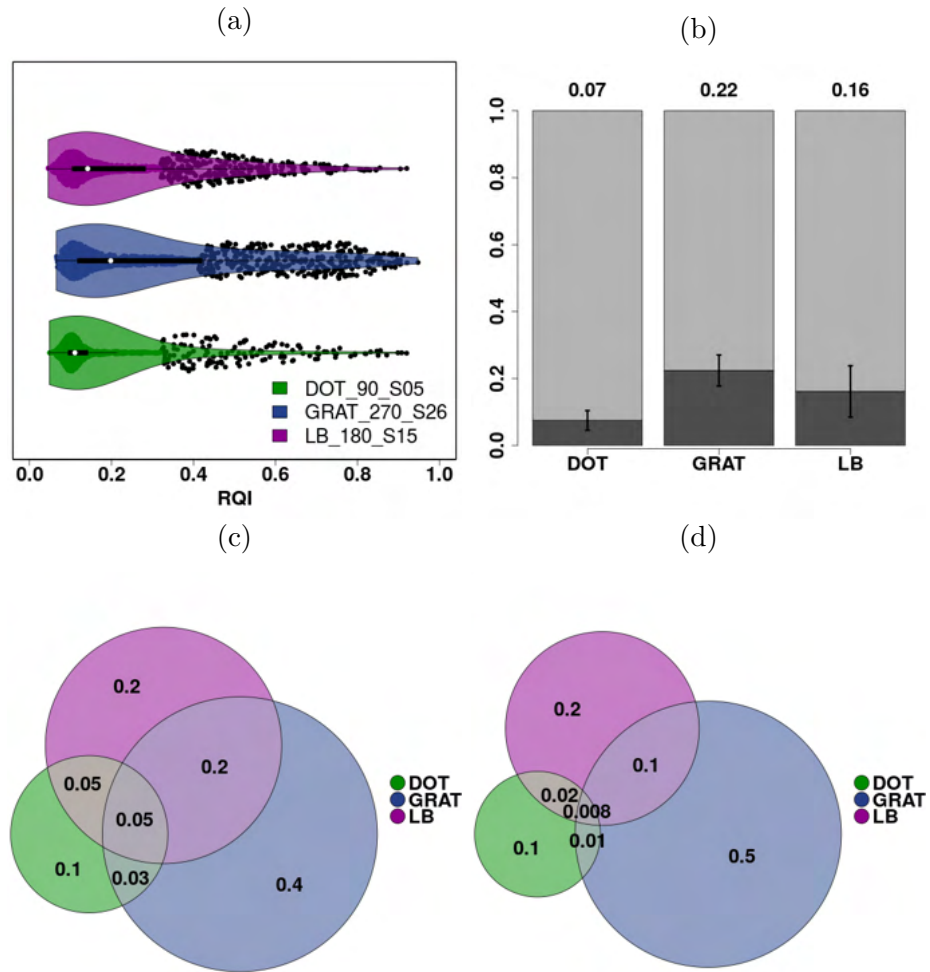 (a)
DOT_90_S05
GRAT_270_S26
LB_180_S15
0.0 0.2 0.4 0.6 0.8 1.0
RQI
(b)
0.07 0.22 0.16
1.0
0.8
0.6
0.4
0.2
0.0
DOT GRAT LB
(c)
0.2
0.2
0.05
0.05
0.1
0.03
0.4
DOT
GRAT
LB
(d)
0.2
0.1
0.02
0.008
0.01
0.1
0.5
DOT
GRAT
LB